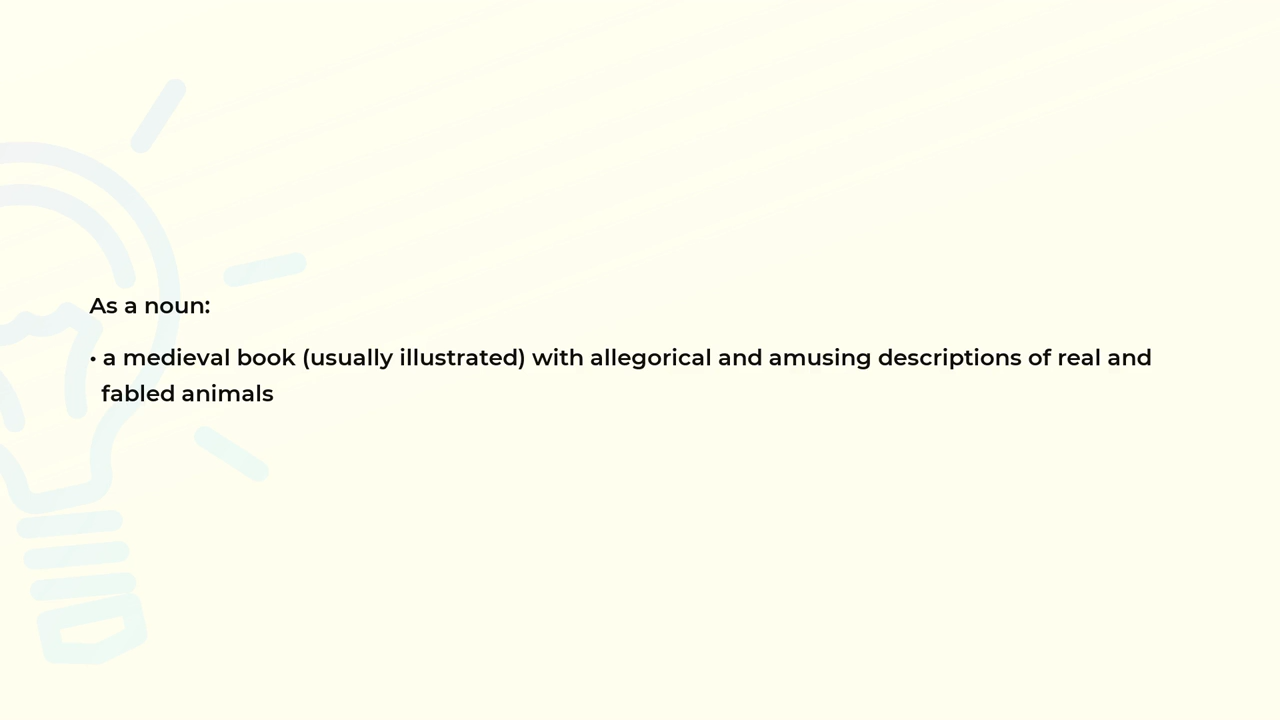 As a noun:
• a medieval book (usually illustrated) with allegorical and amusing descriptions of real and
fabled animals